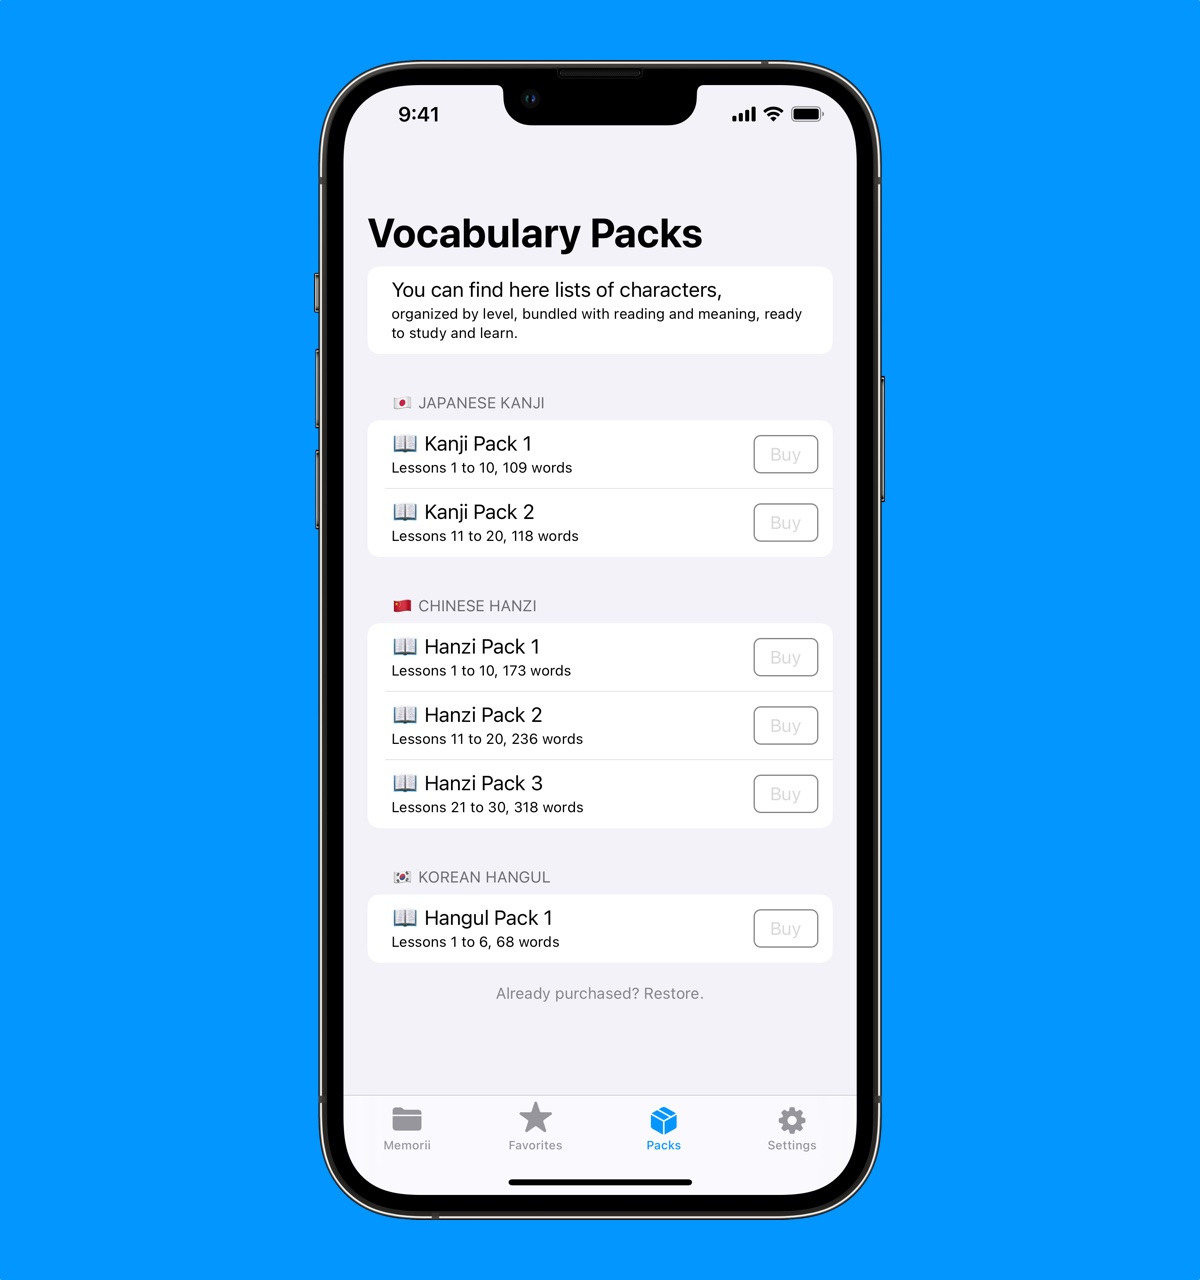 9:41
Vocabulary Packs
You can find here lists of characters,
organized by level, bundled with reading and meaning, ready
to study and learn.
🇯🇵 JAPANESE KANJI
📖 Kanji Pack 1
Lessons 1 to 10, 109 words
Buy
📖 Kanji Pack 2
Lessons 11 to 20, 118 words
Buy
🇨🇳 CHINESE HANZI
📖 Hanzi Pack 1
Lessons 1 to 10, 173 words
Buy
📖 Hanzi Pack 2
Lessons 11 to 20, 236 words
Buy
📖 Hanzi Pack 3
Lessons 21 to 30, 318 words
Buy
🇰🇷 KOREAN HANGUL
📖 Hangul Pack 1
Lessons 1 to 6, 68 words
Buy
Already purchased? Restore.
Memorii
Favorites
Packs
Settings